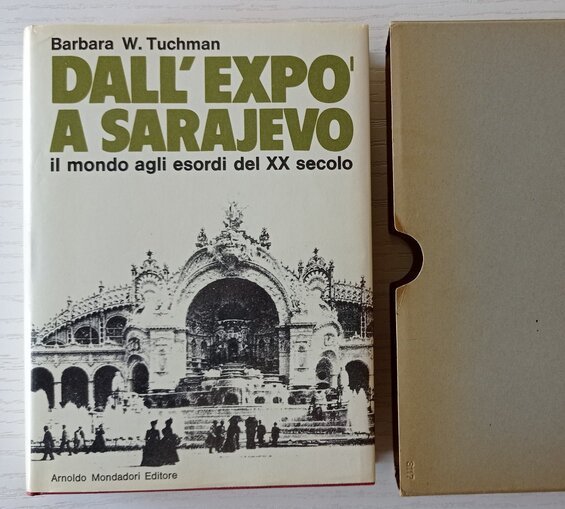 Barbara W. Tuchman
DALL'EXPO'
A SARAJEVO
il mondo agli esordi del XX secolo
Arnoldo Mondadori Editore